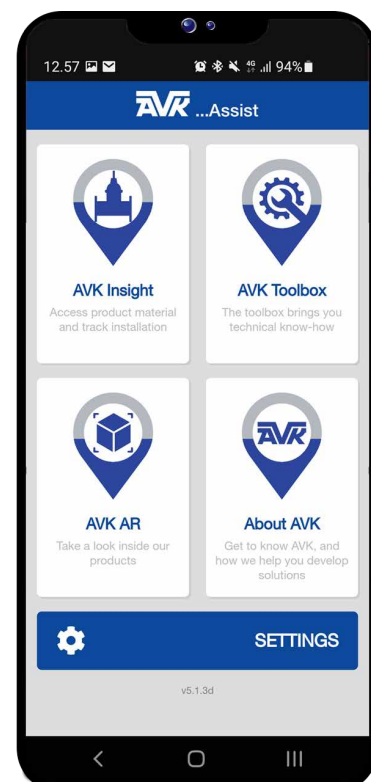 12.57 4G 94%
AVK ...Assist
AVK Insight
Access product material
and track installation
AVK Toolbox
The toolbox brings you
technical know-how
AVK AR
Take a look inside our
products
AVK
About AVK
Get to know AVK, and
how we help you develop
solutions
SETTINGS
v5.1.3d